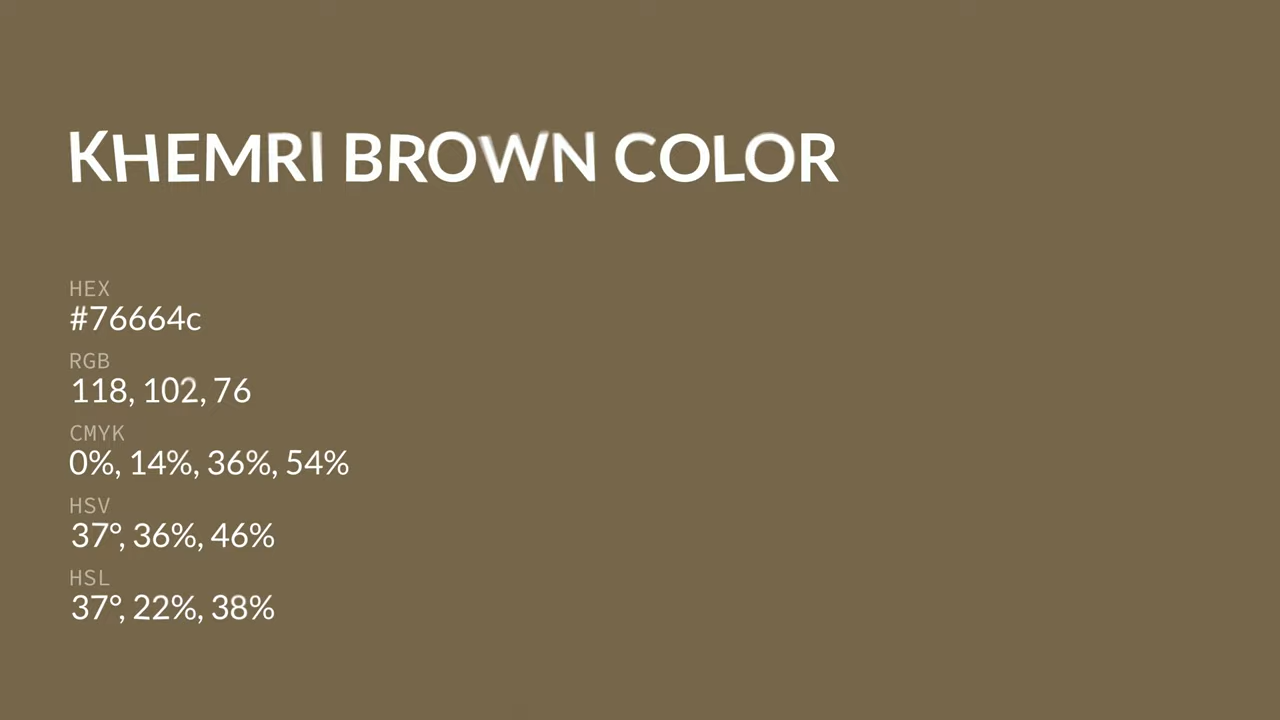 KHEMRI BROWN COLOR
HEX
#76664c
RGB
118, 102, 76
CMYK
0%, 14%, 36%, 54%
HSV
37°, 36%, 46%
HSL
37°, 22%, 38%